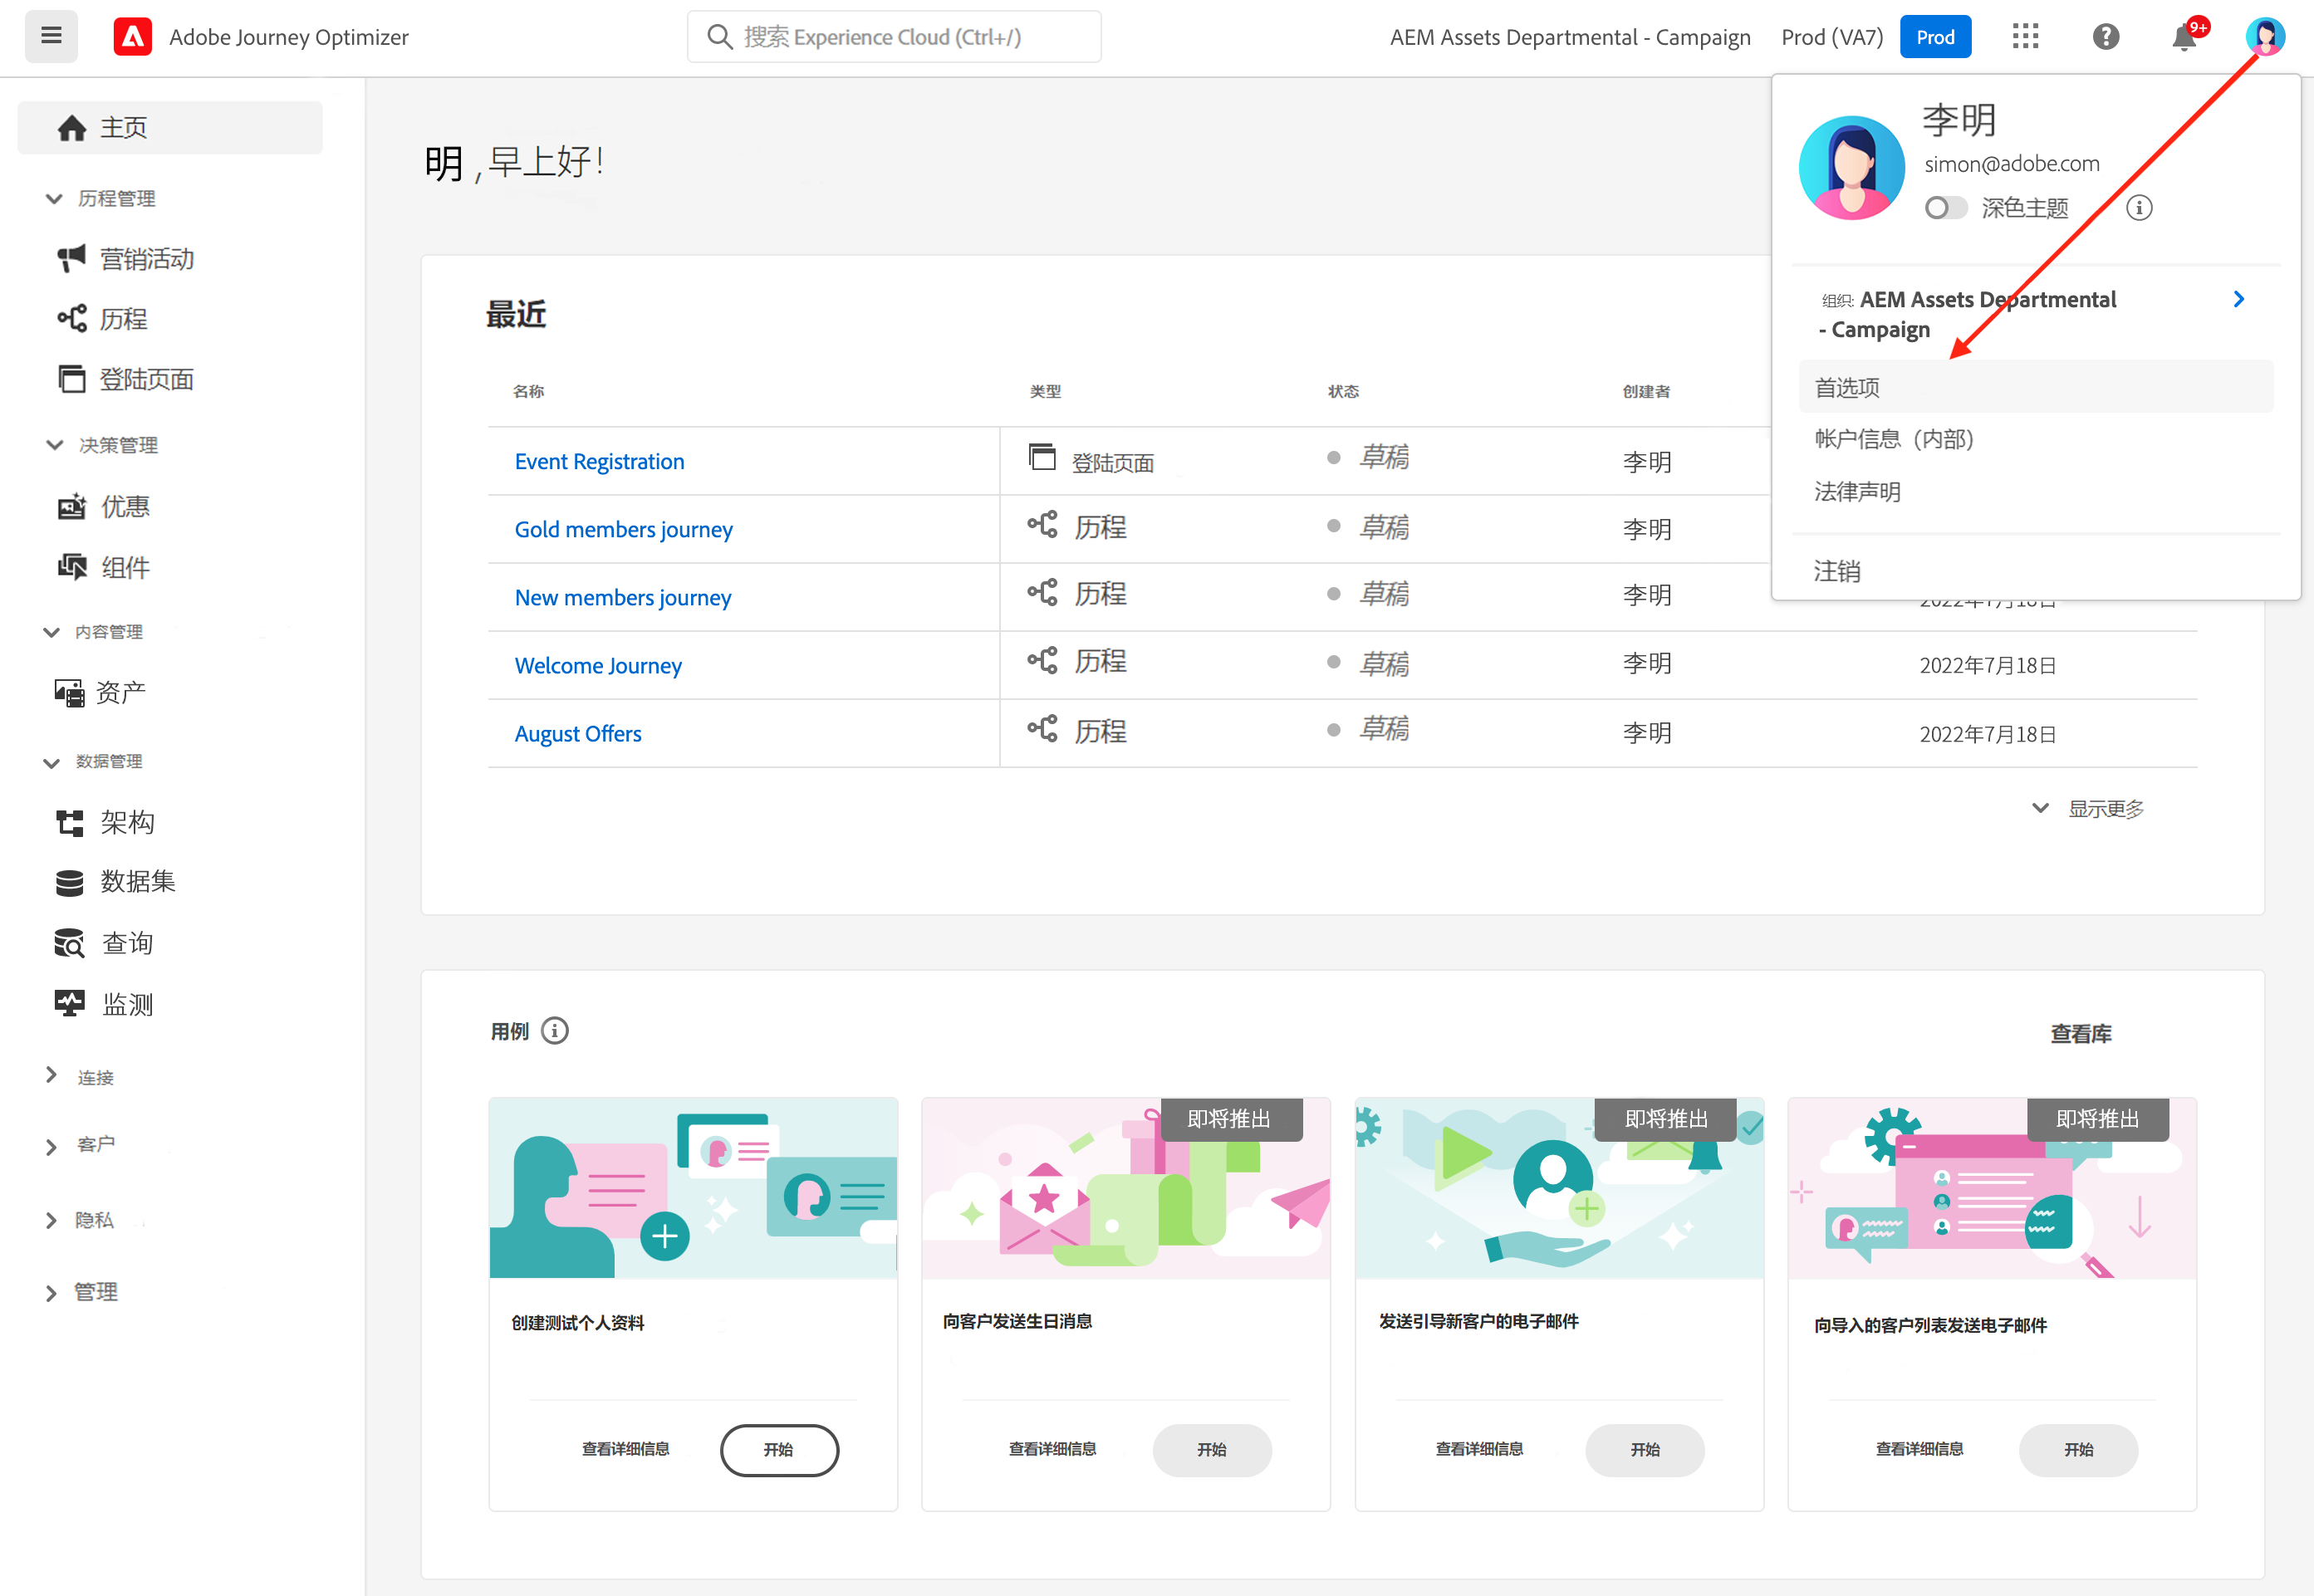 Adobe Journey Optimizer
搜索 Experience Cloud (Ctrl+/)
AEM Assets Departmental - Campaign
Prod (VA7)
Prod
9+
李明
simon@adobe.com
深色主题
组织: AEM Assets Departmental
- Campaign
首选项
帐户信息（内部）
法律声明
注销
主页
历程管理
营销活动
历程
登陆页面
决策管理
优惠
组件
内容管理
资产
数据管理
架构
数据集
查询
监测
连接
客户
隐私
管理
明 ,早上好！
最近
名称 类型 状态 创建者
Event Registration 登陆页面 草稿 李明
Gold members journey 历程 草稿 李明
New members journey 历程 草稿 李明 2022年7月18日
Welcome Journey 历程 草稿 李明 2022年7月18日
August Offers 历程 草稿 李明 2022年7月18日
显示更多
用例
查看库
创建测试个人资料
查看详细信息 开始
即将推出
向客户发送生日消息
查看详细信息 开始
即将推出
发送引导新客户的电子邮件
查看详细信息 开始
即将推出
向导入的客户列表发送电子邮件
查看详细信息 开始